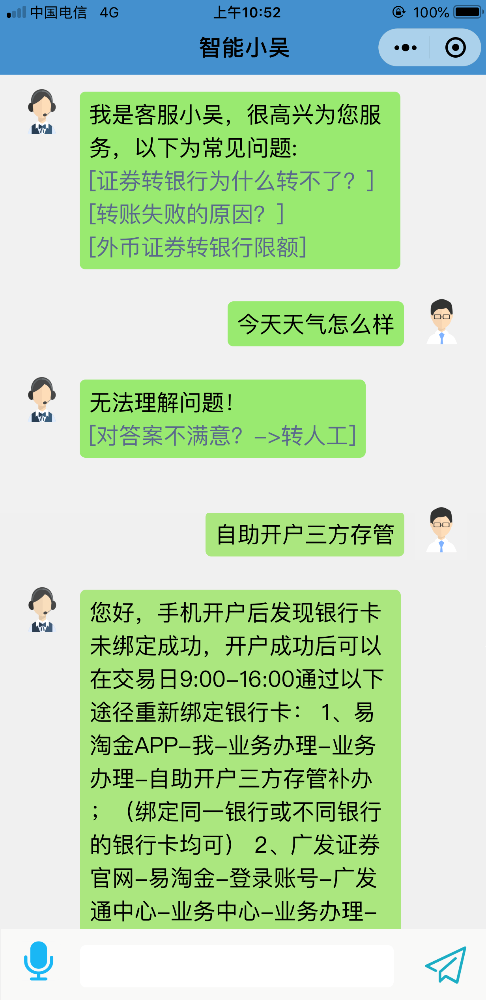 中国电信 4G 上午10:52 100%
智能小吴
我是客服小吴，很高兴为您服
务，以下为常见问题:
[证券转银行为什么转不了？]
[转账失败的原因？]
[外币证券转银行限额]
今天天气怎么样
无法理解问题！
[对答案不满意？->转人工]
自助开户三方存管
您好，手机开户后发现银行卡
未绑定成功，开户成功后可以
在交易日9:00-16:00通过以下
途径重新绑定银行卡： 1、易
淘金APP-我-业务办理-业务
办理-自助开户三方存管补办
；（绑定同一银行或不同银行
的银行卡均可） 2、广发证券
官网-易淘金-登录账号-广发
通中心-业务中心-业务办理-